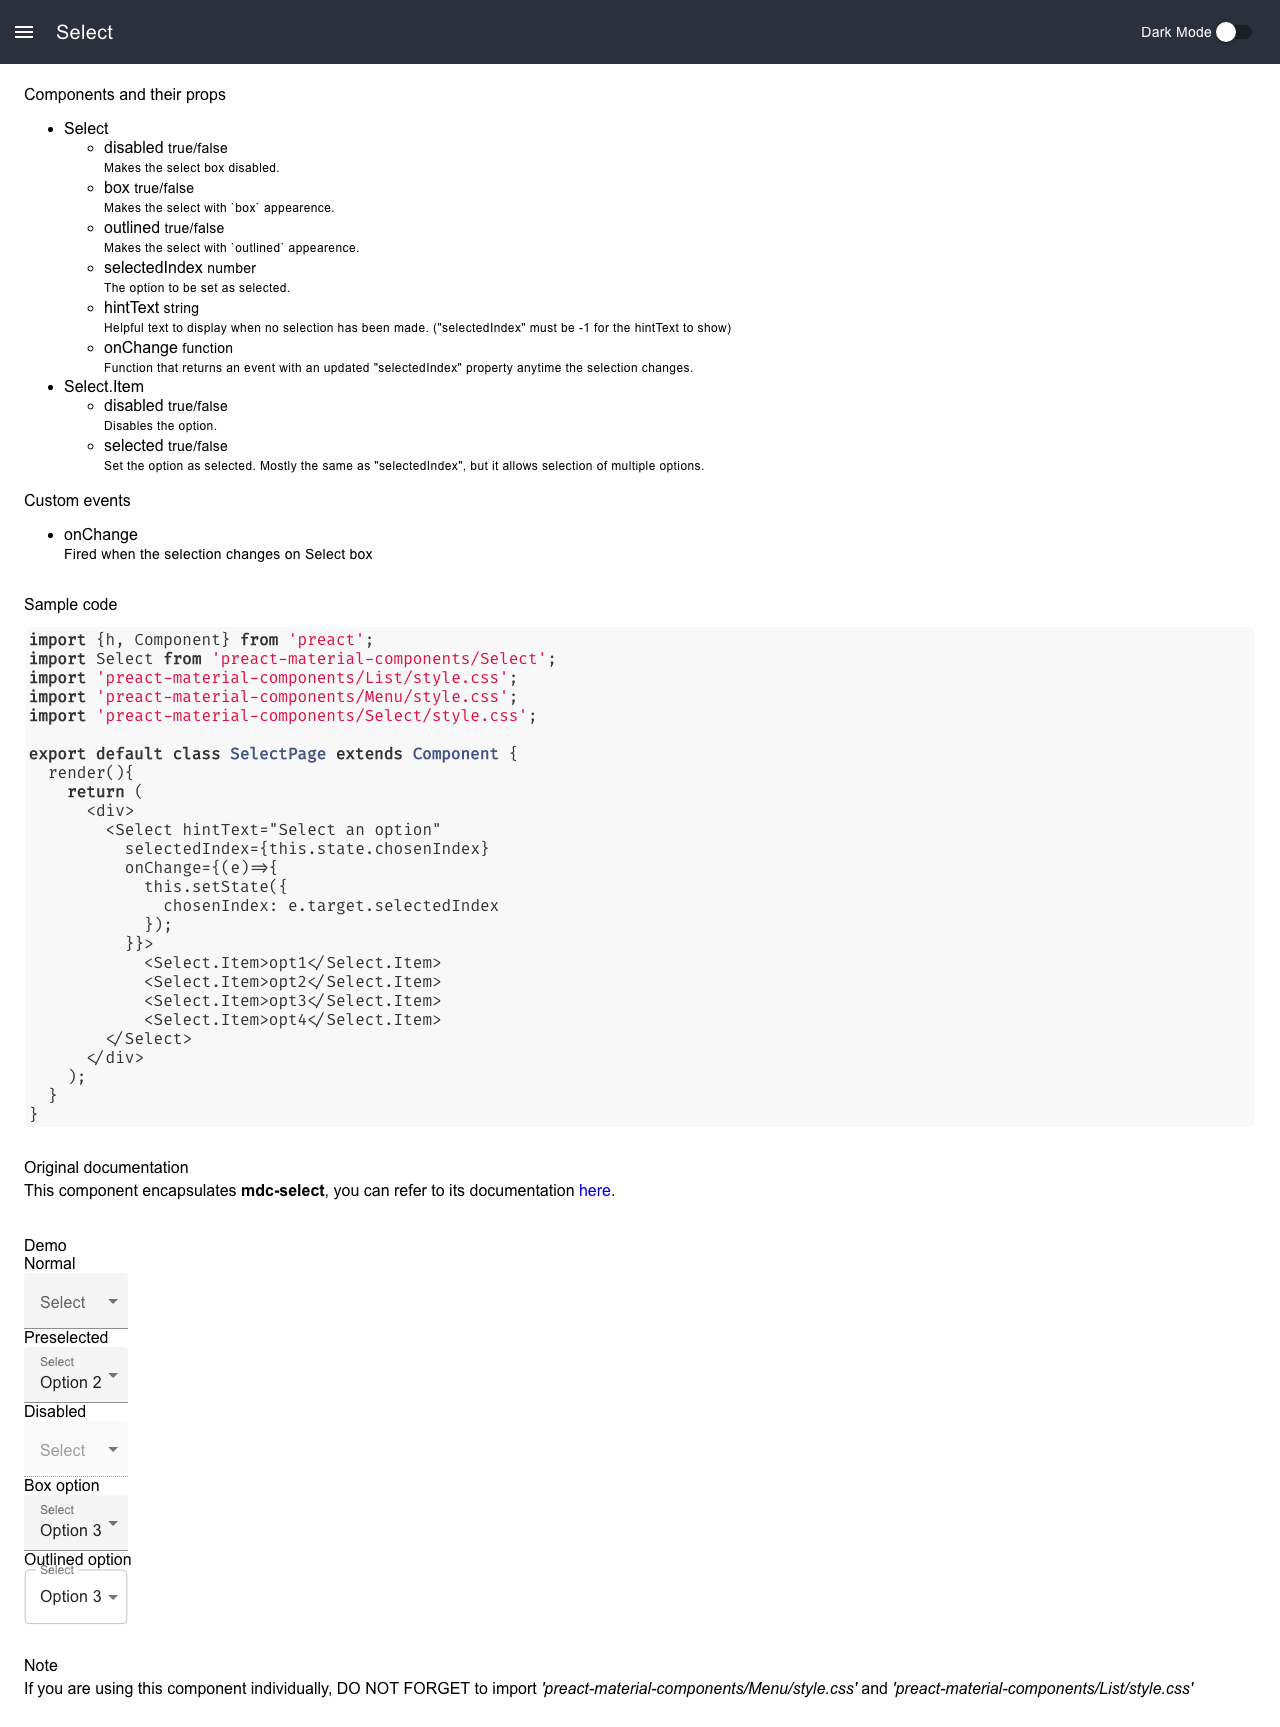 Select
Dark Mode
Components and their props
Select
disabled true/false
Makes the select box disabled.
box true/false
Makes the select with `box` appearence.
outlined true/false
Makes the select with `outlined` appearence.
selectedIndex number
The option to be set as selected.
hintText string
Helpful text to display when no selection has been made. ("selectedIndex" must be -1 for the hintText to show)
onChange function
Function that returns an event with an updated "selectedIndex" property anytime the selection changes.
Select.Item
disabled true/false
Disables the option.
selected true/false
Set the option as selected. Mostly the same as "selectedIndex", but it allows selection of multiple options.
Custom events
onChange
Fired when the selection changes on Select box
Sample code
import {h, Component} from 'preact';
import Select from 'preact-material-components/Select';
import 'preact-material-components/List/style.css';
import 'preact-material-components/Menu/style.css';
import 'preact-material-components/Select/style.css';
export default class SelectPage extends Component {
render(){
return (
<div>
<Select hintText="Select an option"
selectedIndex={this.state.chosenIndex}
onChange={(e)=>{
this.setState({
chosenIndex: e.target.selectedIndex
});
}}>
<Select.Item>opt1</Select.Item>
<Select.Item>opt2</Select.Item>
<Select.Item>opt3</Select.Item>
<Select.Item>opt4</Select.Item>
</Select>
</div>
);
}
}
Original documentation
This component encapsulates mdc-select, you can refer to its documentation here.
Demo
Normal
Select
Preselected
Select
Option 2
Disabled
Select
Box option
Select
Option 3
Outlined option
Select
Option 3
Note
If you are using this component individually, DO NOT FORGET to import 'preact-material-components/Menu/style.css' and 'preact-material-components/List/style.css'